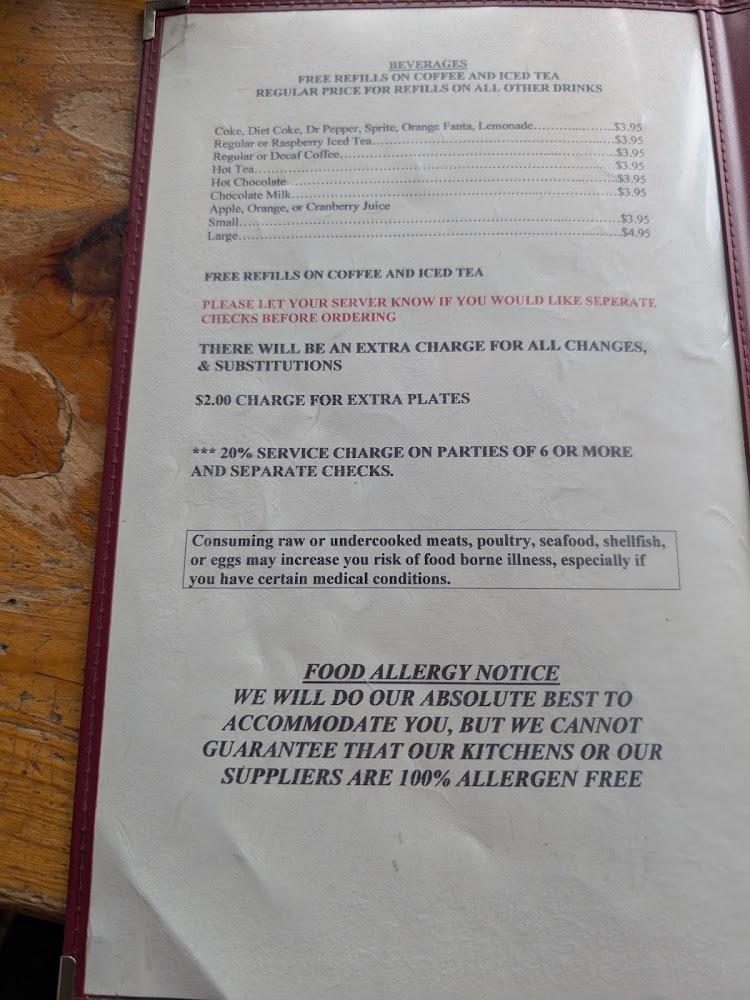 BEVERAGES
FREE REFILLS ON COFFEE AND ICED TEA
REGULAR PRICE FOR REFILLS ON ALL OTHER DRINKS
Coke, Diet Coke, Dr Pepper, Sprite, Orange Fanta, Lemonade....................$3.95
Regular or Raspberry Iced Tea....................$3.95
Regular or Decaf Coffee....................$3.95
Hot Tea....................$3.95
Hot Chocolate....................$3.95
Chocolate Milk....................$3.95
Apple, Orange, or Cranberry Juice
Small....................$3.95
Large....................$4.95
FREE REFILLS ON COFFEE AND ICED TEA
PLEASE LET YOUR SERVER KNOW IF YOU WOULD LIKE SEPERATE
CHECKS BEFORE ORDERING
THERE WILL BE AN EXTRA CHARGE FOR ALL CHANGES,
& SUBSTITUTIONS
$2.00 CHARGE FOR EXTRA PLATES
*** 20% SERVICE CHARGE ON PARTIES OF 6 OR MORE
AND SEPARATE CHECKS.
Consuming raw or undercooked meats, poultry, seafood, shellfish,
or eggs may increase you risk of food borne illness, especially if
you have certain medical conditions.
FOOD ALLERGY NOTICE
WE WILL DO OUR ABSOLUTE BEST TO
ACCOMMODATE YOU, BUT WE CANNOT
GUARANTEE THAT OUR KITCHENS OR OUR
SUPPLIERS ARE 100% ALLERGEN FREE